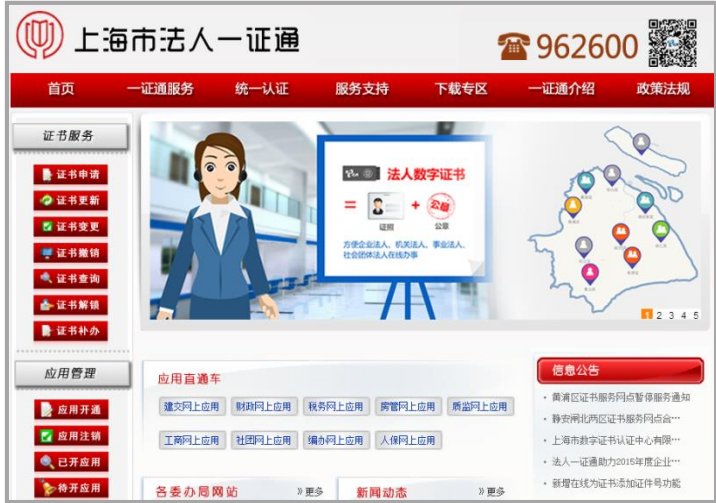 上海市法人一证通
962600
首页 一证通服务 统一认证 服务支持 下载专区 一证通介绍 政策法规
证书服务
证书申请
证书更新
证书变更
证书撤销
证书查询
证书解锁
证书补办
法人数字证书
= + 公章
证照 公章
方便企业法人、机关法人、事业法人、
社会团体法人在线办事
1 2 3 4 5
应用管理
应用开通
应用注销
已开应用
待开应用
应用直通车
建交网上应用 财政网上应用 税务网上应用 房管网上应用 质监网上应用
工商网上应用 社团网上应用 编办网上应用 人保网上应用
各委办局网站 »更多
新闻动态 »更多
信息公告
黄浦区证书服务网点暂停服务通知
静安闸北两区证书服务网点合…
上海市数字证书认证中心有限…
法人一证通助力2015年度企业…
新增在线为证书添加证件号功能